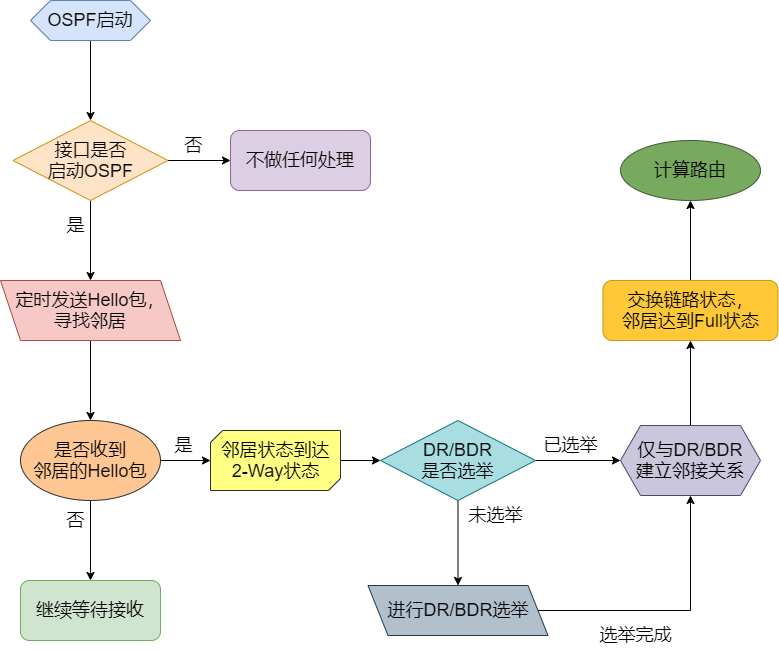 OSPF启动
接口是否
启动OSPF
否
不做任何处理
是
定时发送Hello包，
寻找邻居
是否收到
邻居的Hello包
是
邻居状态到达
2-Way状态
DR/BDR
是否选举
已选举
仅与DR/BDR
建立邻接关系
交换链路状态，
邻居达到Full状态
计算路由
否
继续等待接收
未选举
进行DR/BDR选举
选举完成